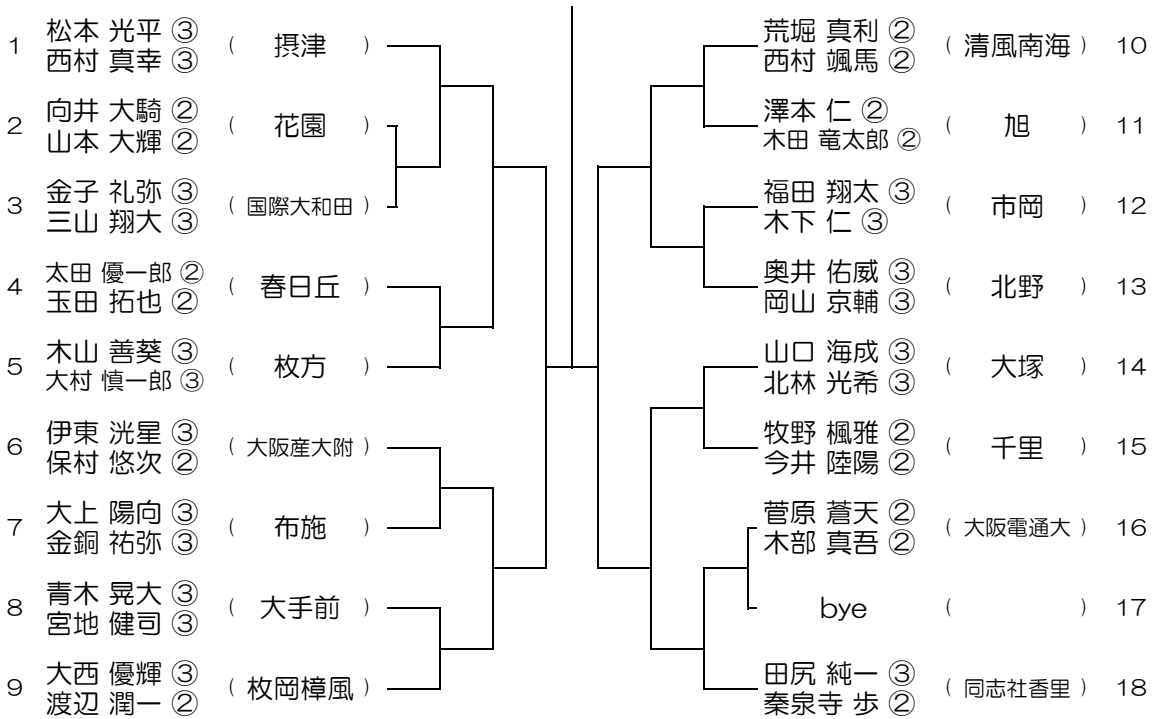 1 松本 光平 ③
西村 真幸 ③ ( 摂津 )
2 向井 大騎 ②
山本 大輝 ② ( 花園 )
3 金子 礼弥 ③
三山 翔大 ③ ( 国際大和田 )
4 太田 優一郎 ②
玉田 拓也 ② ( 春日丘 )
5 木山 善葵 ③
大村 慎一郎 ③ ( 枚方 )
6 伊東 洸星 ③
保村 悠次 ② ( 大阪産大附 )
7 大上 陽向 ③
金銅 祐弥 ③ ( 布施 )
8 青木 晃大 ③
宮地 健司 ③ ( 大手前 )
9 大西 優輝 ③
渡辺 潤一 ② ( 枚岡樟風 )
荒堀 真利 ②
西村 颯馬 ② ( 清風南海 ) 10
澤本 仁 ②
木田 竜太郎 ② ( 旭 ) 11
福田 翔太 ③
木下 仁 ③ ( 市岡 ) 12
奥井 佑威 ③
岡山 京輔 ③ ( 北野 ) 13
山口 海成 ③
北林 光希 ③ ( 大塚 ) 14
牧野 楓雅 ②
今井 陸陽 ② ( 千里 ) 15
菅原 蒼天 ②
木部 真吾 ② ( 大阪電通大 ) 16
bye ( ) 17
田尻 純一 ③
秦泉寺 歩 ② ( 同志社香里 ) 18